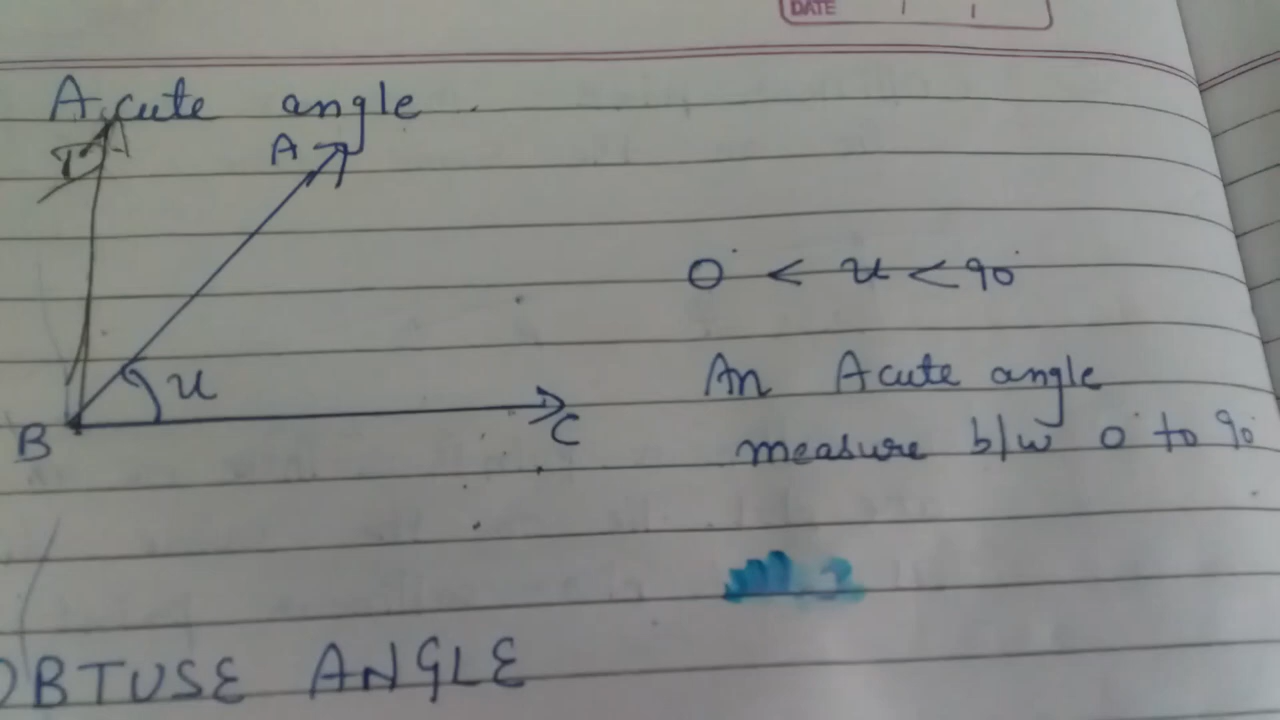 DATE
Acute angle
A
0° < x < 90°
x
An Acute angle
B
C
measure b/w 0° to 90°
OBTUSE ANGLE